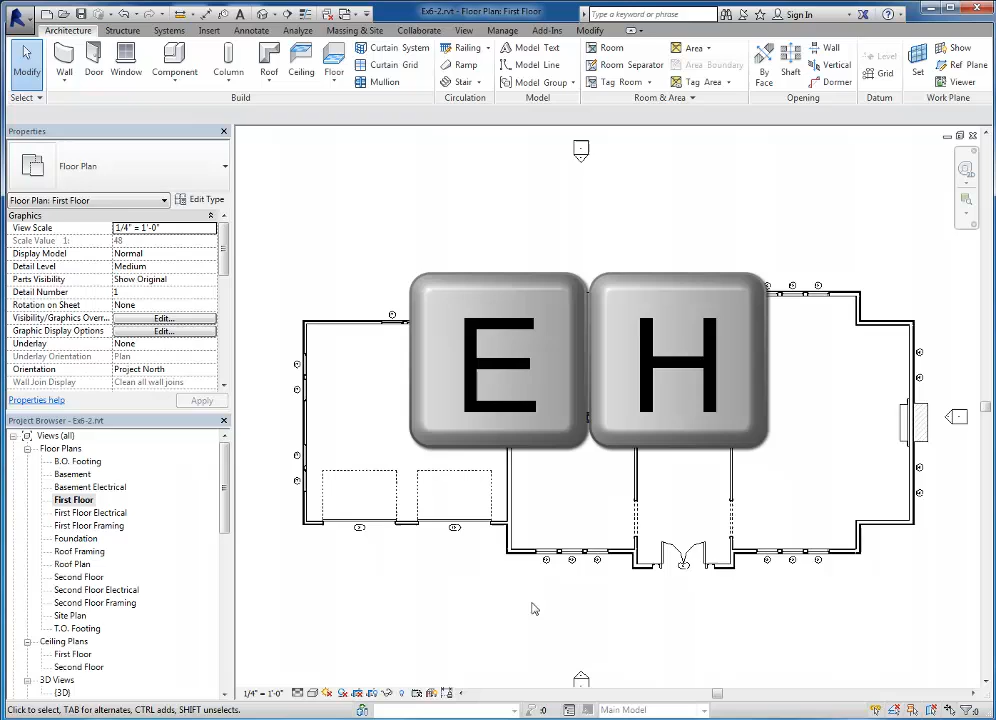 Ex6-2.rvt - Floor Plan: First Floor
Type a keyword or phrase
Sign In
Architecture Structure Systems Insert Annotate Analyze Massing & Site Collaborate View Manage Add-Ins Modify
Modify Wall Door Window Component Column Roof Ceiling Floor
Curtain System
Curtain Grid
Mullion
Railing
Ramp
Stair
Model Text
Model Line
Model Group
Room
Room Separator
Tag Room
Area
Area Boundary
Tag Area
By Face
Shaft
Wall
Vertical
Dormer
Level
Grid
Set
Show
Ref Plane
Viewer
Select Build Circulation Model Room & Area Opening Datum Work Plane
Properties
Floor Plan
Floor Plan: First Floor Edit Type
Graphics
View Scale 1/4" = 1'-0"
Scale Value 1: 48
Display Model Normal
Detail Level Medium
Parts Visibility Show Original
Detail Number 1
Rotation on Sheet None
Visibility/Graphics Overr... Edit...
Graphic Display Options Edit...
Underlay None
Underlay Orientation Plan
Orientation Project North
Wall Join Display Clean all wall joins
Properties help Apply
E H
Project Browser - Ex6-2.rvt
Views (all)
Floor Plans
B.O. Footing
Basement
Basement Electrical
First Floor
First Floor Electrical
First Floor Framing
Foundation
Roof Framing
Roof Plan
Second Floor
Second Floor Electrical
Second Floor Framing
Site Plan
T.O. Footing
Ceiling Plans
First Floor
Second Floor
3D Views
{3D}
1/4" = 1'-0"
Click to select, TAB for alternates, CTRL adds, SHIFT unselects. :0 Main Model :0